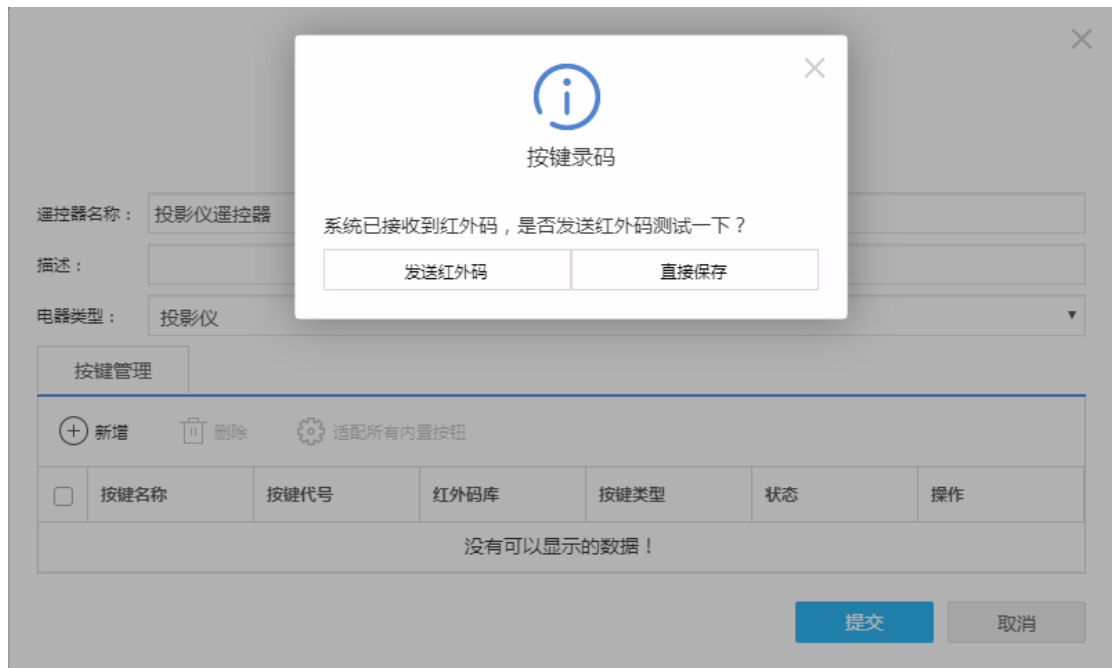 按键录码
系统已接收到红外码，是否发送红外码测试一下？
发送红外码 直接保存
遥控器名称： 投影仪遥控器
描述：
电器类型： 投影仪
按键管理
新增 删除 适配所有内置按钮
按键名称 按键代号 红外码库 按键类型 状态 操作
没有可以显示的数据！
提交 取消